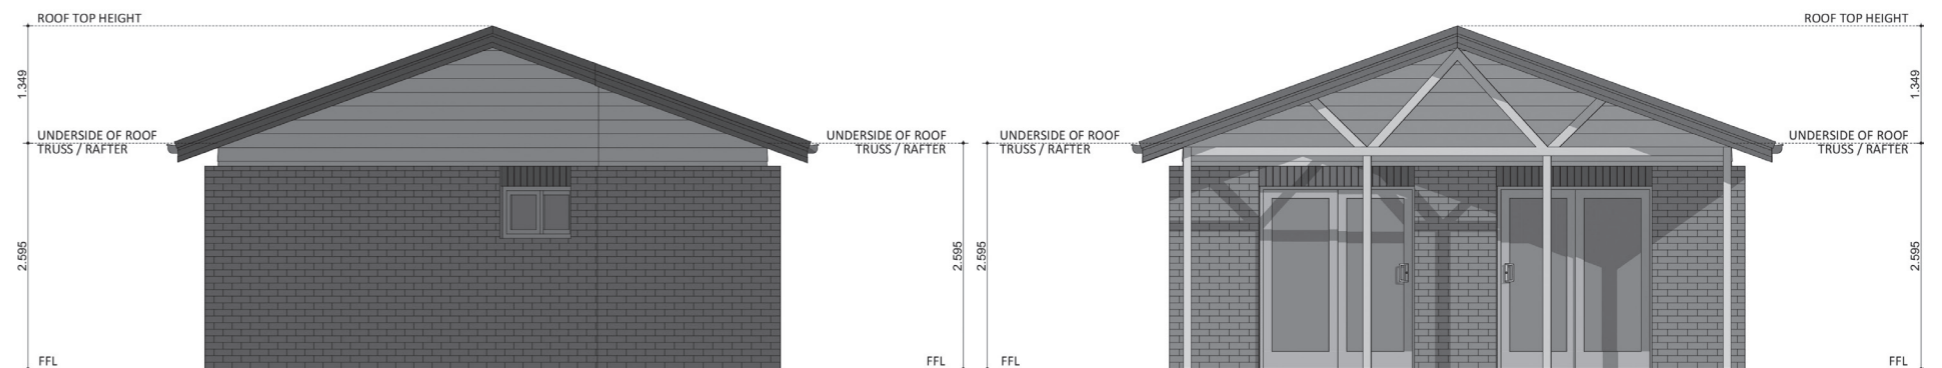 ROOF TOP HEIGHT
1.349
UNDERSIDE OF ROOF
TRUSS / RAFTER
2.595
FFL
UNDERSIDE OF ROOF
TRUSS / RAFTER
2.595
FFL
UNDERSIDE OF ROOF
TRUSS / RAFTER
2.595
FFL
ROOF TOP HEIGHT
1.349
UNDERSIDE OF ROOF
TRUSS / RAFTER
2.595
FFL